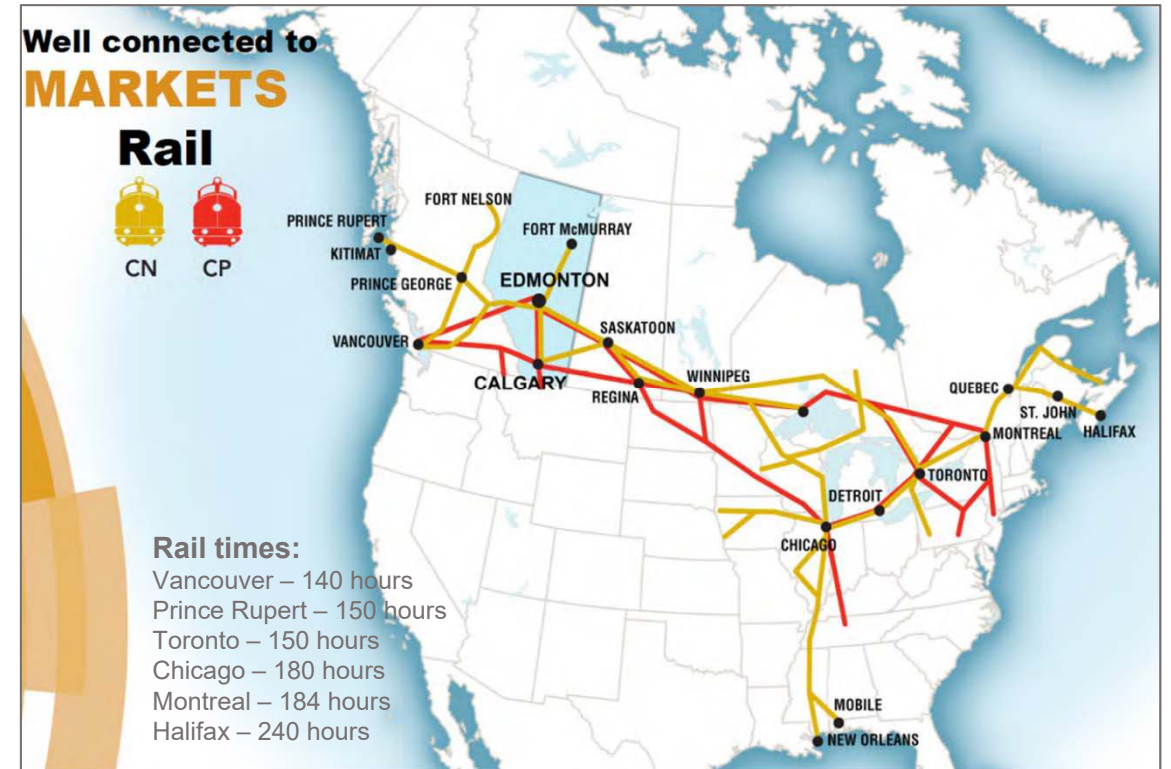 Well connected to
MARKETS
Rail
CN
CP
FORT NELSON
PRINCE RUPERT
FORT McMURRAY
KITIMAT
EDMONTON
PRINCE GEORGE
SASKATOON
VANCOUVER
WINNIPEG
CALGARY
REGINA
QUEBEC
ST. JOHN
HALIFAX
MONTREAL
TORONTO
DETROIT
CHICAGO
MOBILE
NEW ORLEANS
Rail times:
Vancouver – 140 hours
Prince Rupert – 150 hours
Toronto – 150 hours
Chicago – 180 hours
Montreal – 184 hours
Halifax – 240 hours